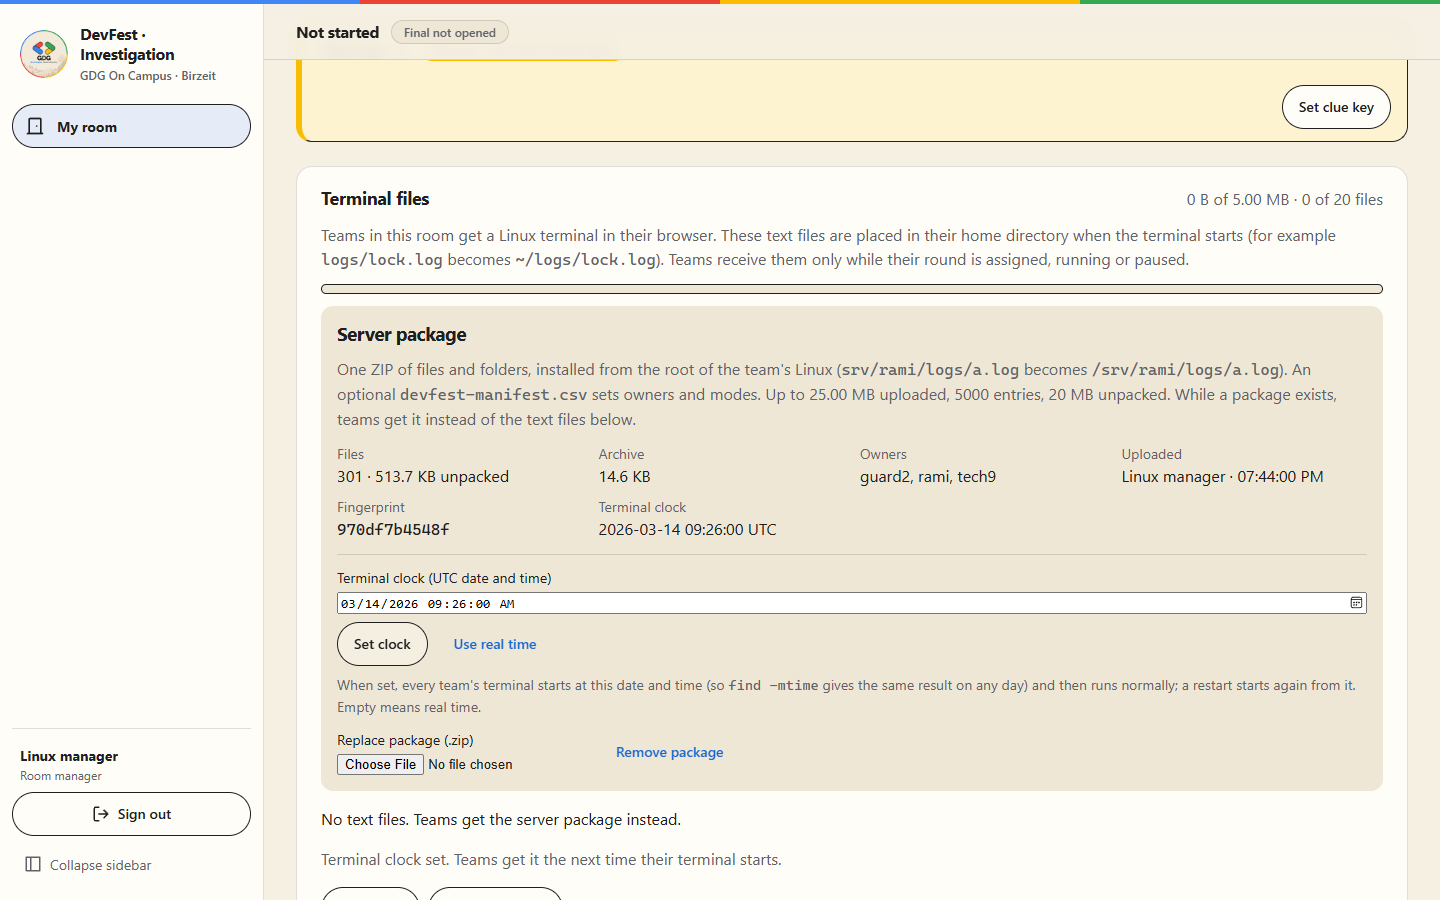 DevFest ·
Investigation
GDG On Campus · Birzeit
My room
Linux manager
Room manager
Sign out
Collapse sidebar
Not started
Final not opened
Set clue key
Terminal files
0 B of 5.00 MB · 0 of 20 files
Teams in this room get a Linux terminal in their browser. These text files are placed in their home directory when the terminal starts (for example
logs/lock.log becomes ~/logs/lock.log). Teams receive them only while their round is assigned, running or paused.
Server package
One ZIP of files and folders, installed from the root of the team's Linux (srv/rami/logs/a.log becomes /srv/rami/logs/a.log). An
optional devfest-manifest.csv sets owners and modes. Up to 25.00 MB uploaded, 5000 entries, 20 MB unpacked. While a package exists,
teams get it instead of the text files below.
Files
301 · 513.7 KB unpacked
Archive
14.6 KB
Owners
guard2, rami, tech9
Uploaded
Linux manager · 07:44:00 PM
Fingerprint
970df7b4548f
Terminal clock
2026-03-14 09:26:00 UTC
Terminal clock (UTC date and time)
03/14/2026 09:26:00 AM
Set clock
Use real time
When set, every team's terminal starts at this date and time (so find -mtime gives the same result on any day) and then runs normally; a restart starts again from it.
Empty means real time.
Replace package (.zip)
Choose File No file chosen
Remove package
No text files. Teams get the server package instead.
Terminal clock set. Teams get it the next time their terminal starts.